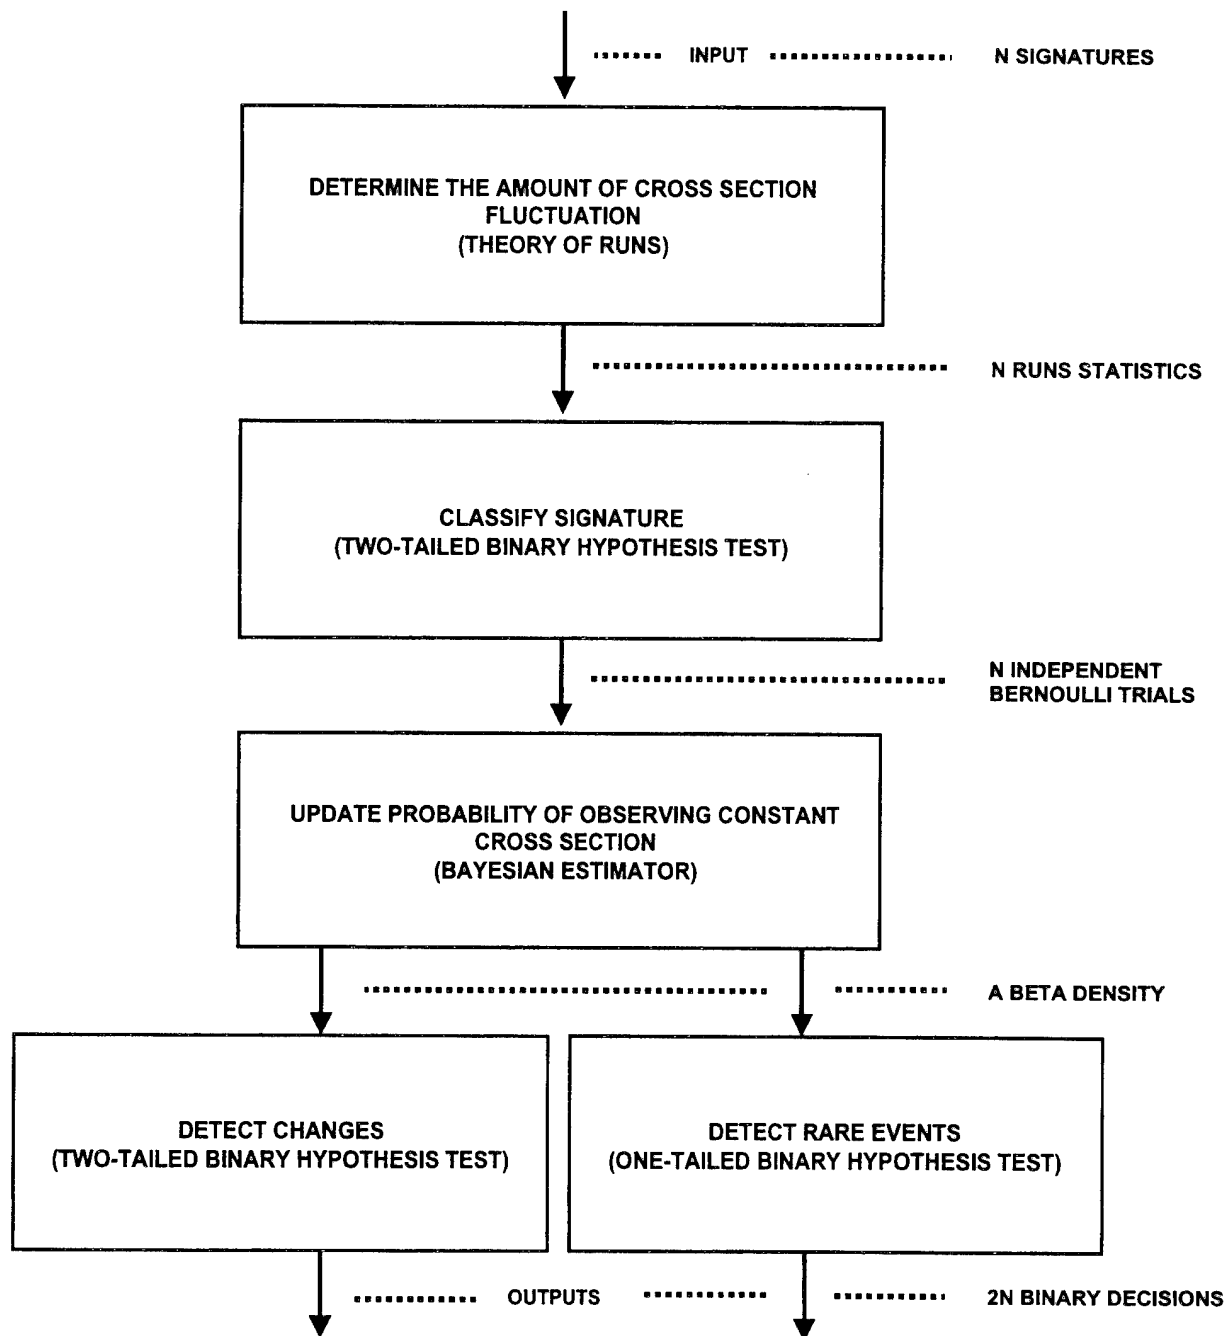 INPUT
N SIGNATURES
DETERMINE THE AMOUNT OF CROSS SECTION
FLUCTUATION
(THEORY OF RUNS)
N RUNS STATISTICS
CLASSIFY SIGNATURE
(TWO-TAILED BINARY HYPOTHESIS TEST)
N INDEPENDENT
BERNOULLI TRIALS
UPDATE PROBABILITY OF OBSERVING CONSTANT
CROSS SECTION
(BAYESIAN ESTIMATOR)
A BETA DENSITY
DETECT CHANGES
(TWO-TAILED BINARY HYPOTHESIS TEST)
DETECT RARE EVENTS
(ONE-TAILED BINARY HYPOTHESIS TEST)
OUTPUTS
2N BINARY DECISIONS